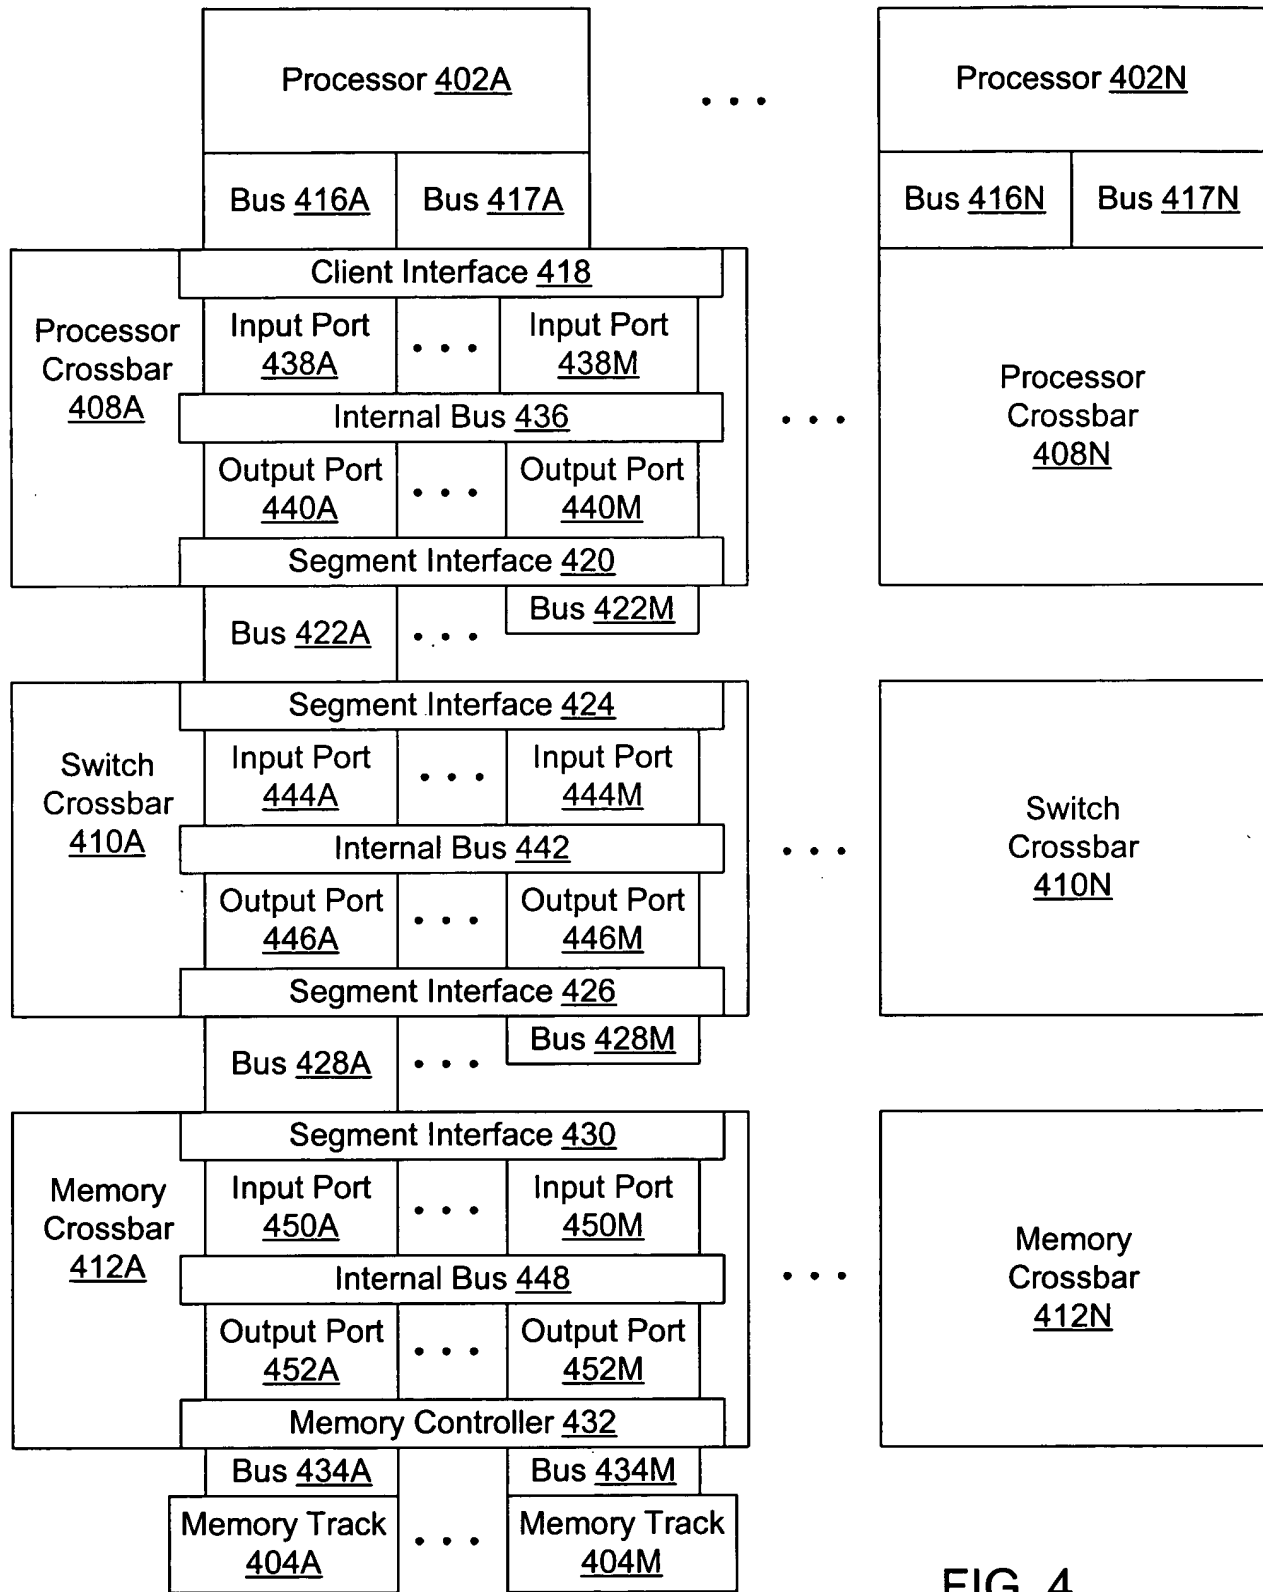 Processor 402A
Processor 402N
Bus 416A
Bus 417A
Bus 416N
Bus 417N
Client Interface 418
Processor
Crossbar
408A
Input Port
438A
Input Port
438M
Internal Bus 436
Output Port
440A
Output Port
440M
Segment Interface 420
Processor
Crossbar
408N
Bus 422A
Bus 422M
Segment Interface 424
Switch
Crossbar
410A
Input Port
444A
Input Port
444M
Internal Bus 442
Output Port
446A
Output Port
446M
Segment Interface 426
Switch
Crossbar
410N
Bus 428A
Bus 428M
Segment Interface 430
Memory
Crossbar
412A
Input Port
450A
Input Port
450M
Internal Bus 448
Output Port
452A
Output Port
452M
Memory Controller 432
Memory
Crossbar
412N
Bus 434A
Bus 434M
Memory Track
404A
Memory Track
404M
FIG. 4